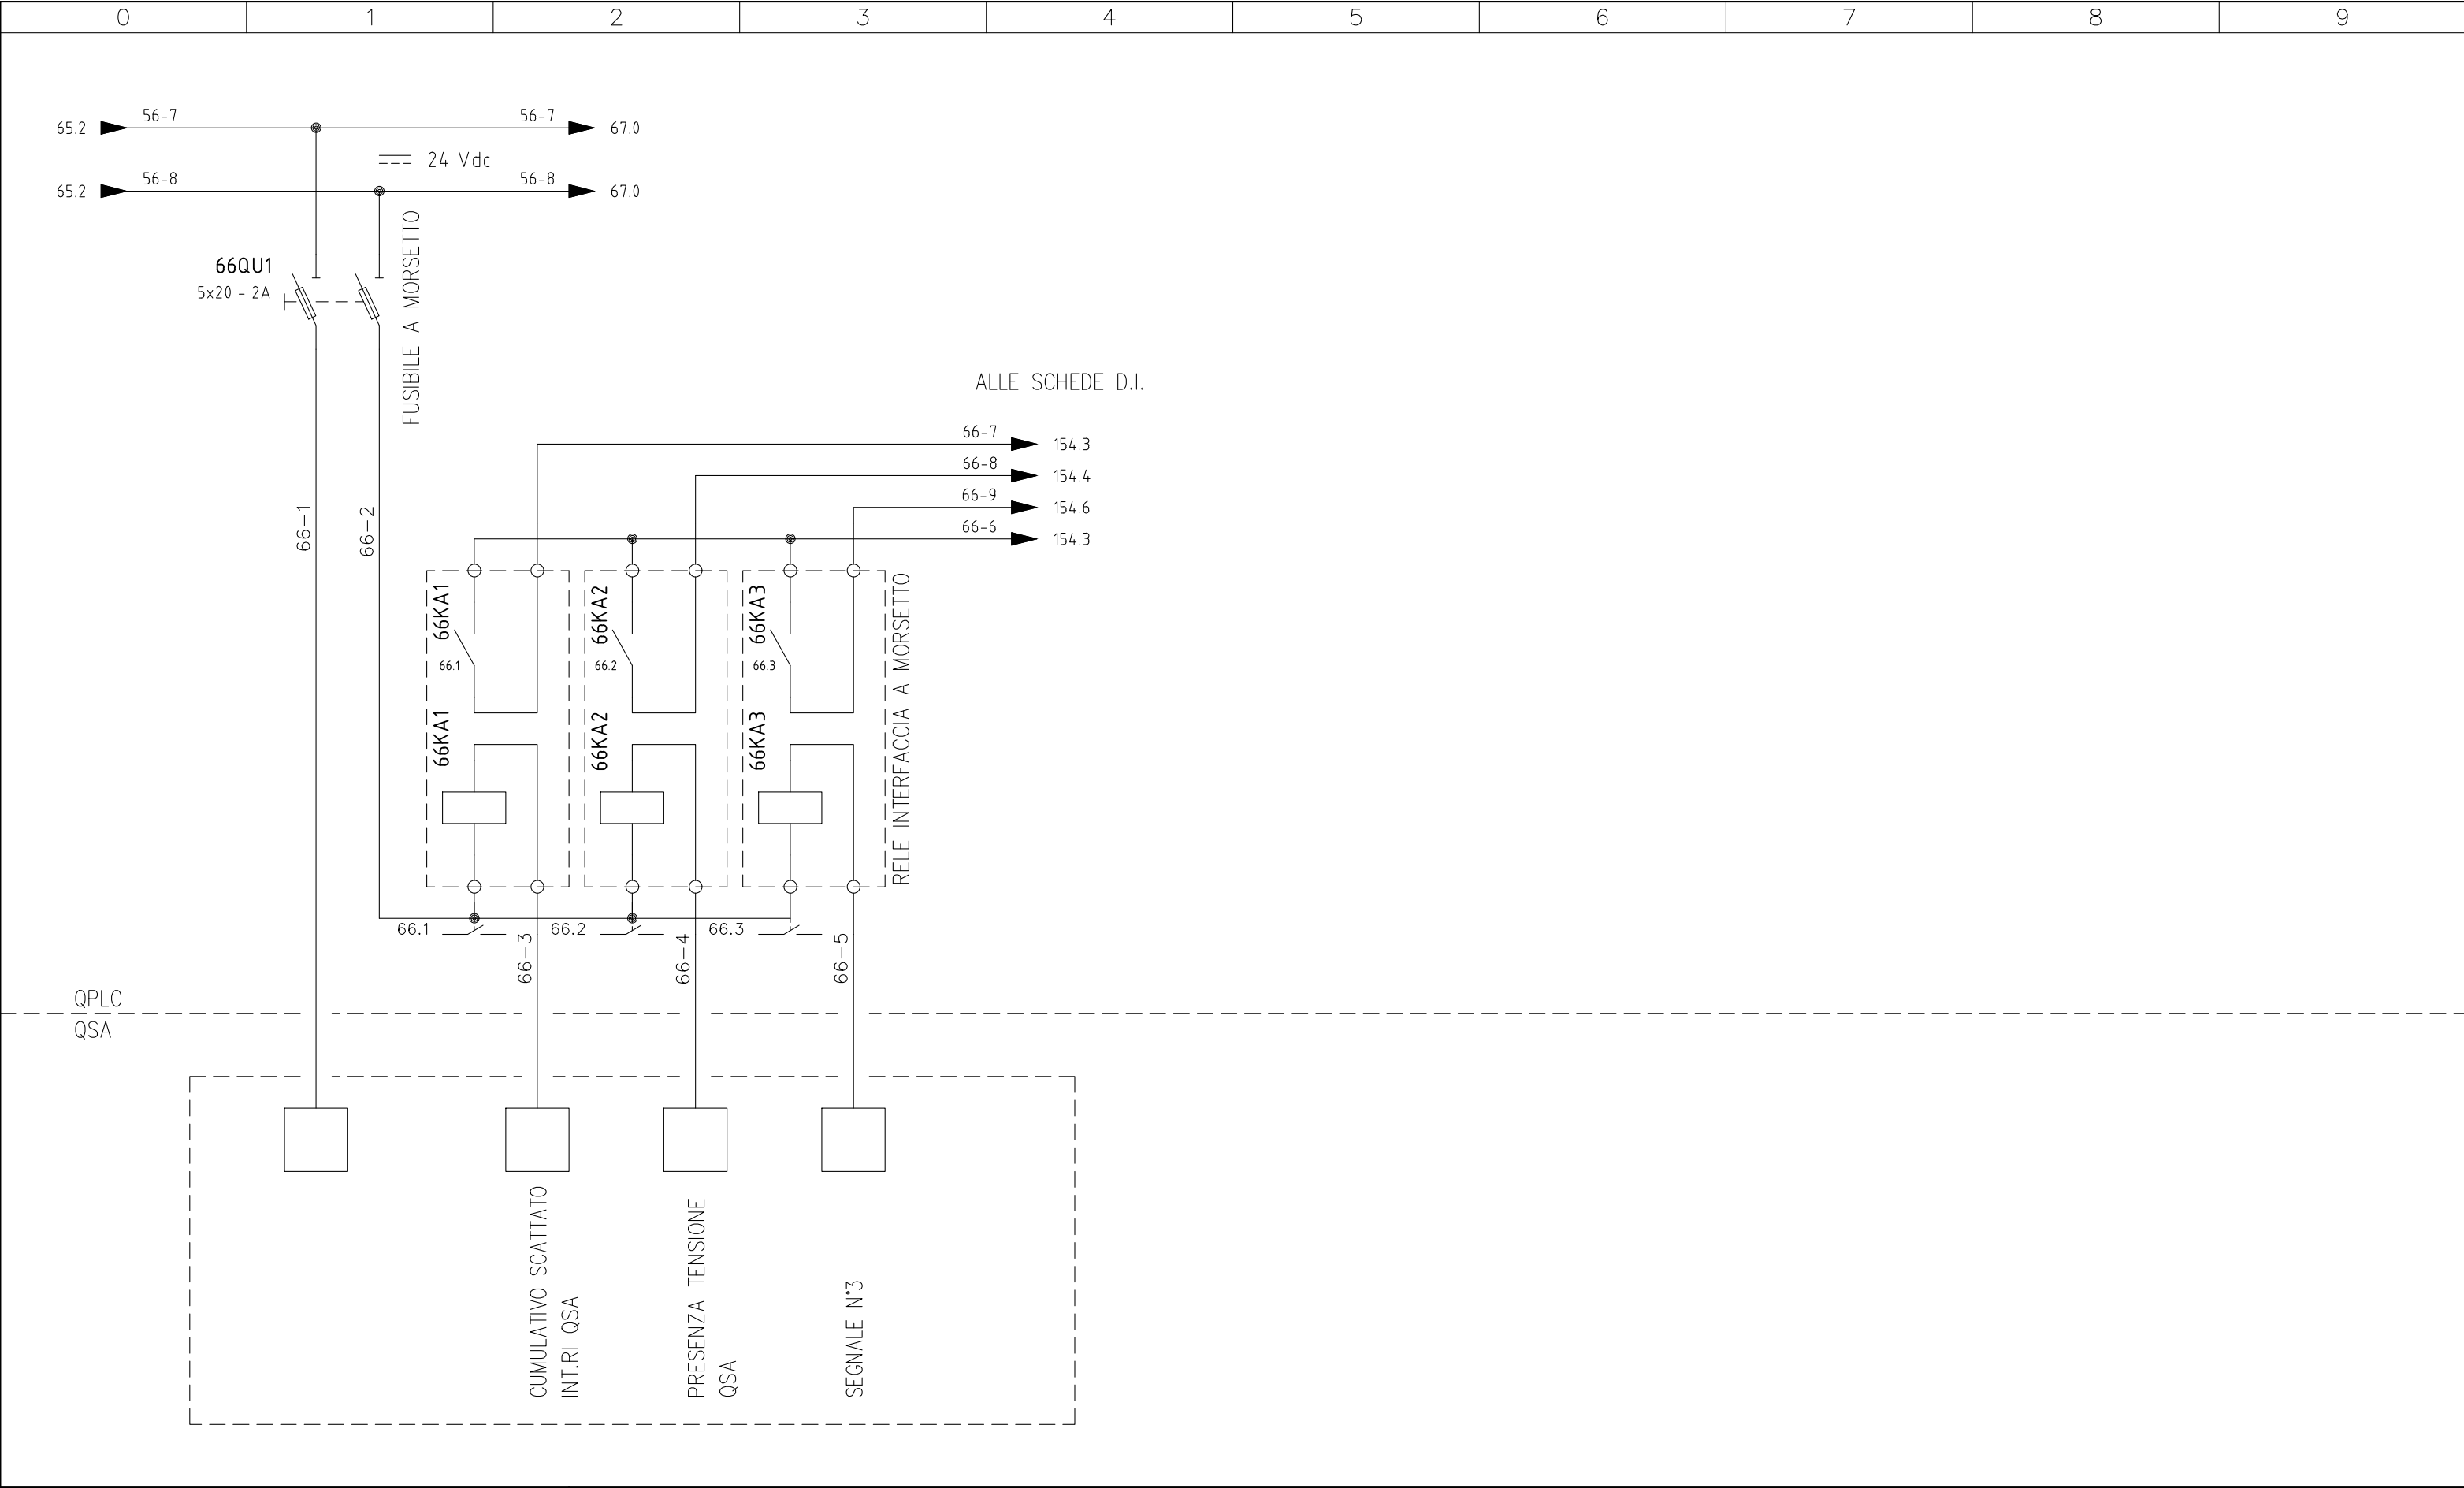 0 1 2 3 4 5 6 7 8 9
65.2 56-7 56-7 67.0
24 Vdc
65.2 56-8 56-8 67.0
66QU1
5x20 - 2A
FUSIBILE A MORSETTO
ALLE SCHEDE D.I.
66-7 154.3
66-8 154.4
66-9 154.6
66-6 154.3
66-1
66-2
66KA1
66KA2
66KA3
66.1
66.2
66.3
66KA1
66KA2
66KA3
RELE INTERFACCIA A MORSETTO
66.1
66.2
66.3
66-3
66-4
66-5
QPLC
QSA
CUMULATIVO SCATTATO
INT.RI QSA
PRESENZA TENSIONE
QSA
SEGNALE N°3